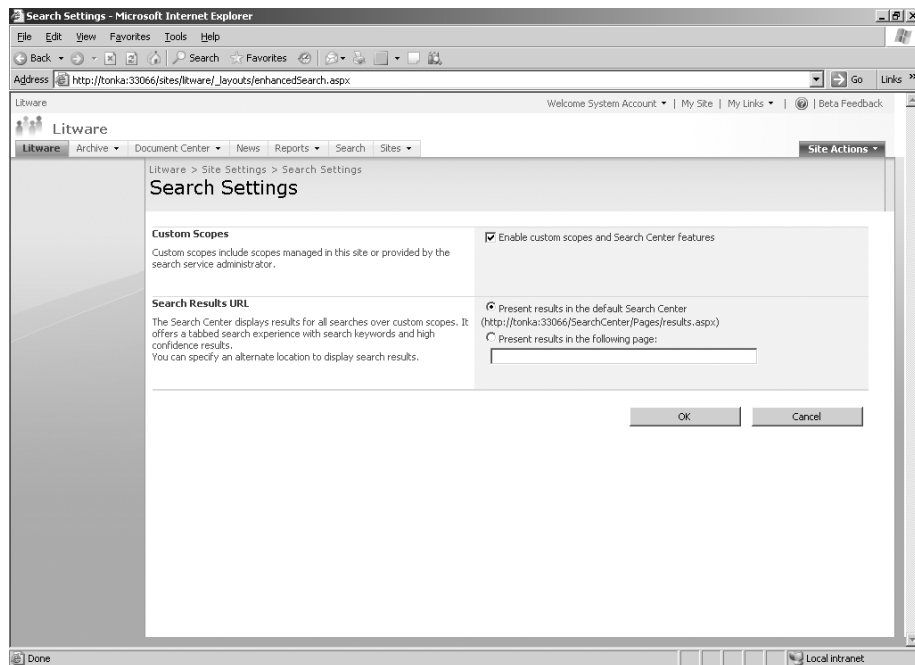 Search Settings - Microsoft Internet Explorer
File Edit View Favorites Tools Help
Back Search Favorites
Address http://tonka:33066/sites/litware/_layouts/enhancedSearch.aspx Go Links »
Litware Welcome System Account | My Site | My Links | Beta Feedback
Litware
Litware Archive Document Center News Reports Search Sites Site Actions
Litware > Site Settings > Search Settings
Search Settings
Custom Scopes
Custom scopes include scopes managed in this site or provided by the
search service administrator.
Enable custom scopes and Search Center features
Search Results URL
The Search Center displays results for all searches over custom scopes. It
offers a tabbed search experience with search keywords and high
confidence results.
You can specify an alternate location to display search results.
Present results in the default Search Center
(http://tonka:33066/SearchCenter/Pages/results.aspx)
Present results in the following page:
OK Cancel
Done Local intranet